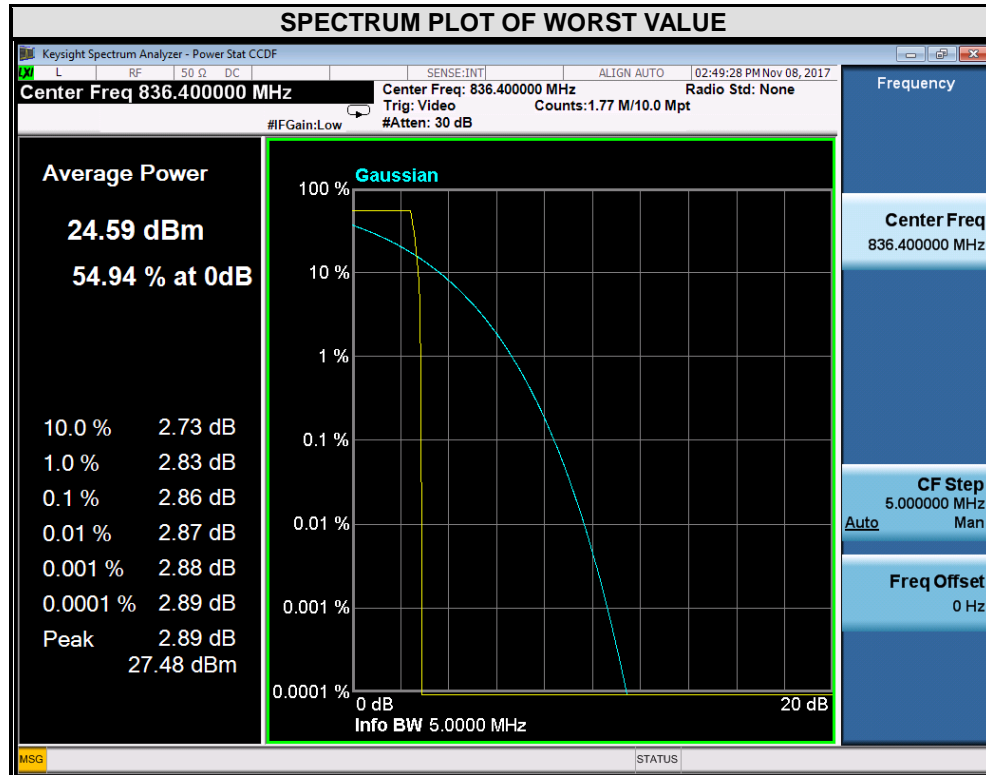 SPECTRUM PLOT OF WORST VALUE
Keysight Spectrum Analyzer - Power Stat CCDF
LXI L RF 50 Ω DC SENSE:INT ALIGN AUTO 02:49:28 PM Nov 08, 2017
Center Freq 836.400000 MHz
Center Freq: 836.400000 MHz Radio Std: None
Trig: Video Counts:1.77 M/10.0 Mpt
#IFGain:Low #Atten: 30 dB
Frequency
Average Power
24.59 dBm
54.94 % at 0dB
10.0 % 2.73 dB
1.0 % 2.83 dB
0.1 % 2.86 dB
0.01 % 2.87 dB
0.001 % 2.88 dB
0.0001 % 2.89 dB
Peak 2.89 dB
27.48 dBm
Gaussian
100 %
10 %
1 %
0.1 %
0.01 %
0.001 %
0.0001 %
0 dB 20 dB
Info BW 5.0000 MHz
Center Freq
836.400000 MHz
CF Step
5.000000 MHz
Auto Man
Freq Offset
0 Hz
MSG STATUS